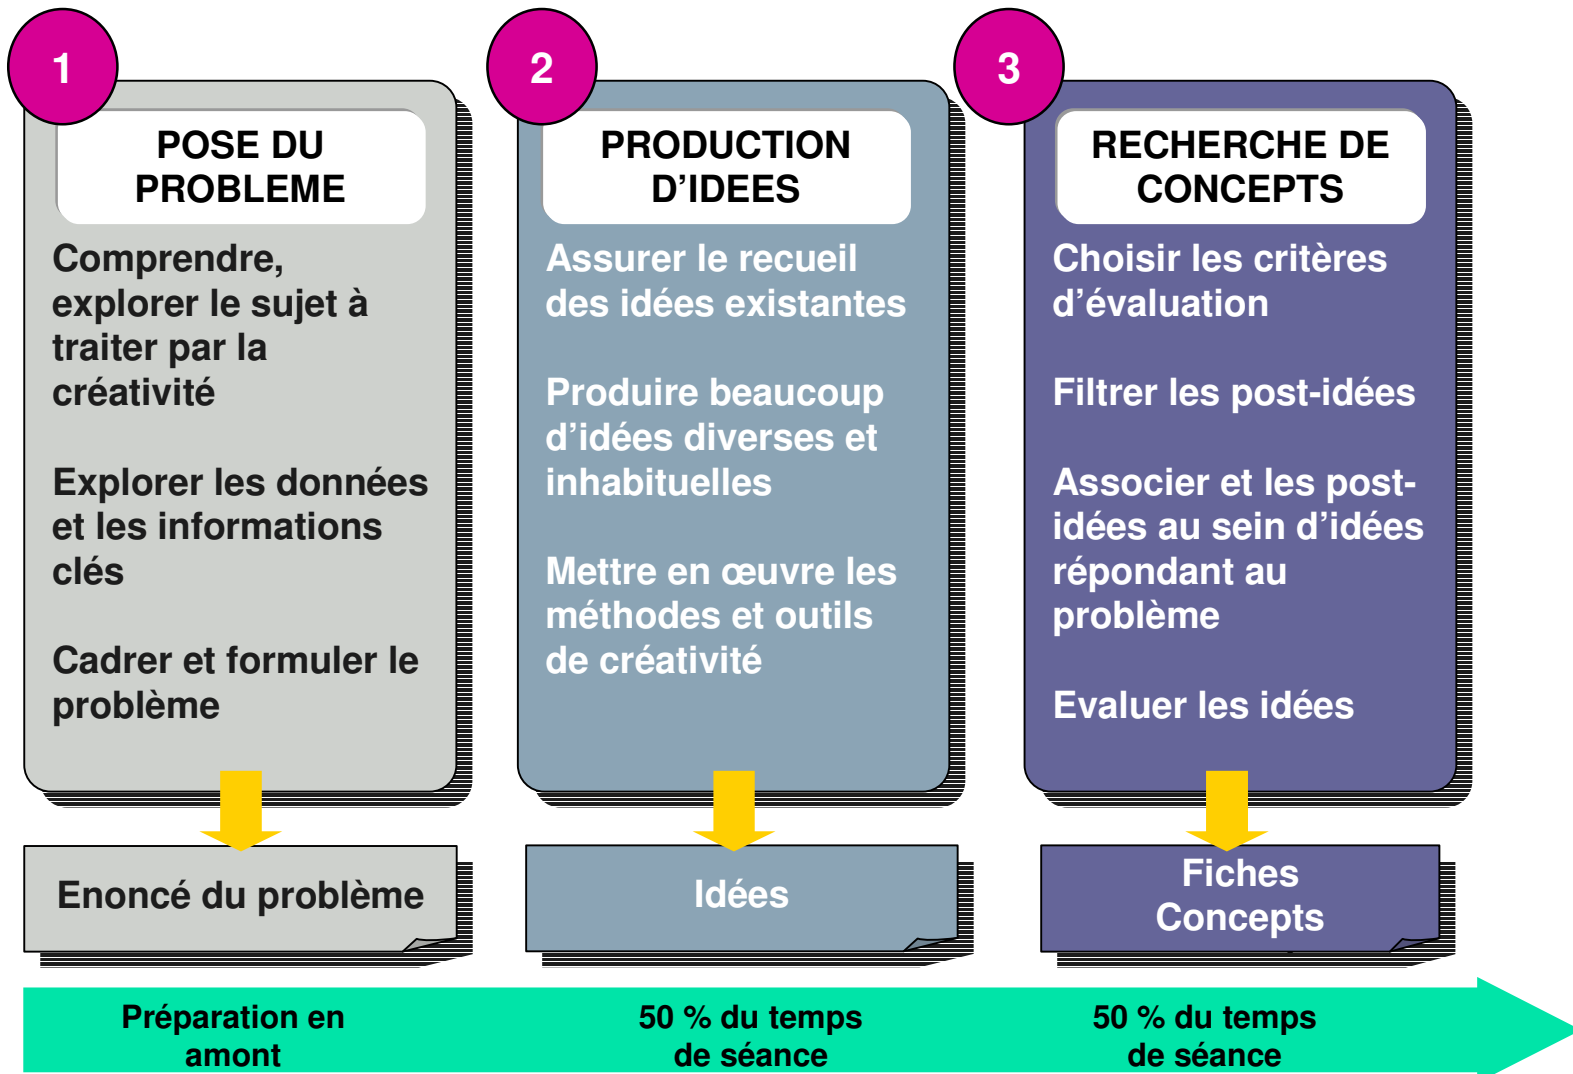 1
POSE DU
PROBLEME
Comprendre,
explorer le sujet à
traiter par la
créativité
Explorer les données
et les informations
clés
Cadrer et formuler le
problème
Enoncé du problème
Préparation en
amont
2
PRODUCTION
D'IDEES
Assurer le recueil
des idées existantes
Produire beaucoup
d'idées diverses et
inhabituelles
Mettre en œuvre les
méthodes et outils
de créativité
Idées
50 % du temps
de séance
3
RECHERCHE DE
CONCEPTS
Choisir les critères
d'évaluation
Filtrer les post-idées
Associer et les post-
idées au sein d'idées
répondant au
problème
Evaluer les idées
Fiches
Concepts
50 % du temps
de séance